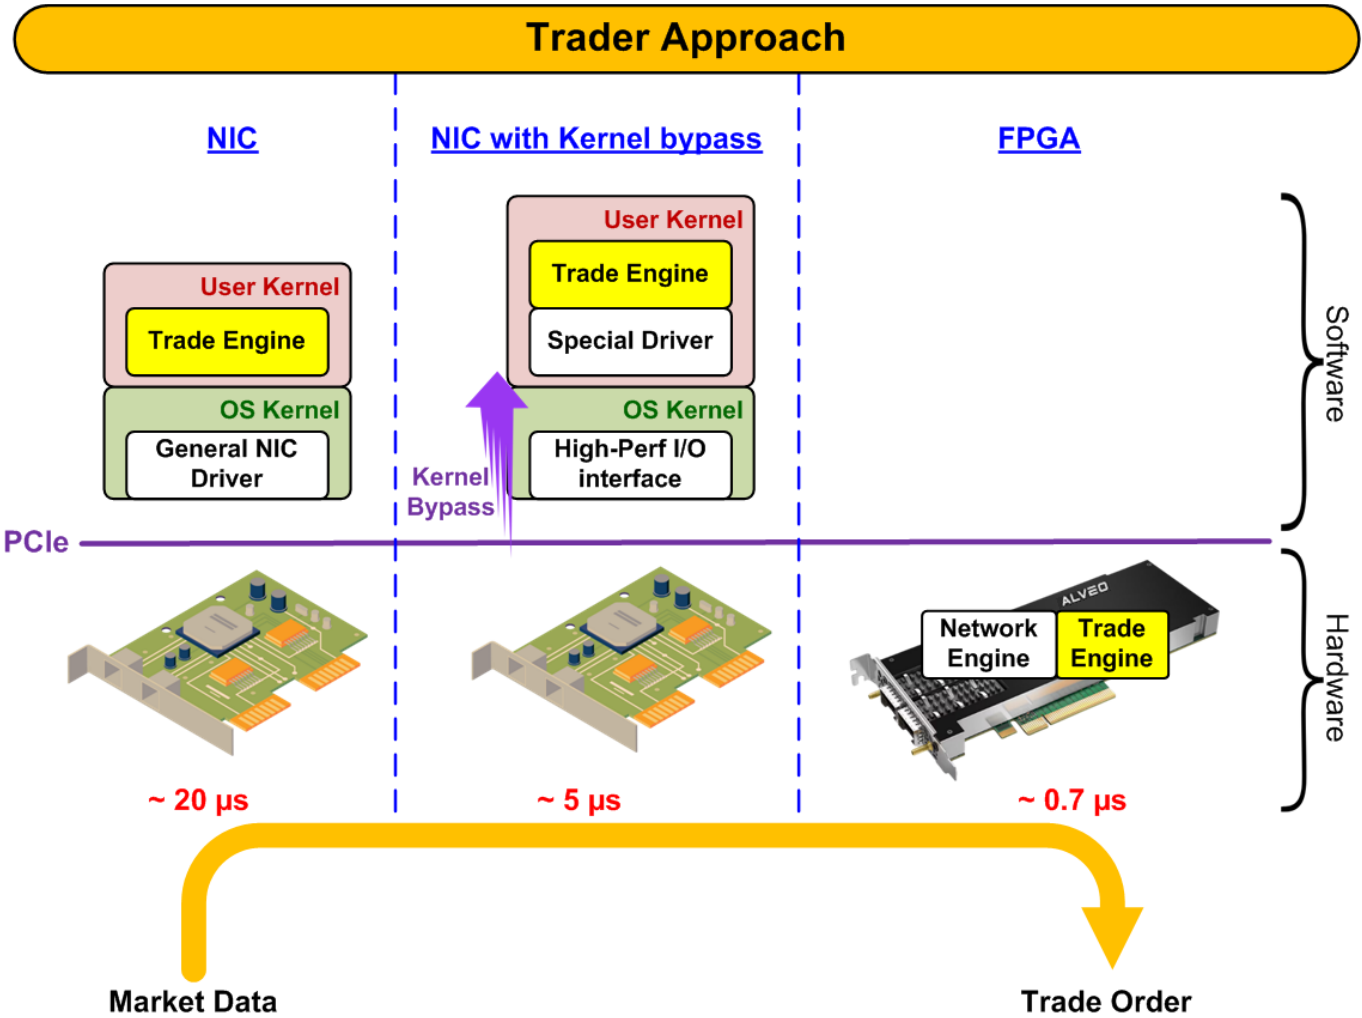 Trader Approach
NIC
NIC with Kernel bypass
FPGA
User Kernel
Trade Engine
OS Kernel
General NIC
Driver
User Kernel
Trade Engine
Special Driver
OS Kernel
High-Perf I/O
interface
Kernel
Bypass
Software
PCIe
ALVEO
Network
Engine
Trade
Engine
Hardware
~ 20 µs
~ 5 µs
~ 0.7 µs
Market Data
Trade Order